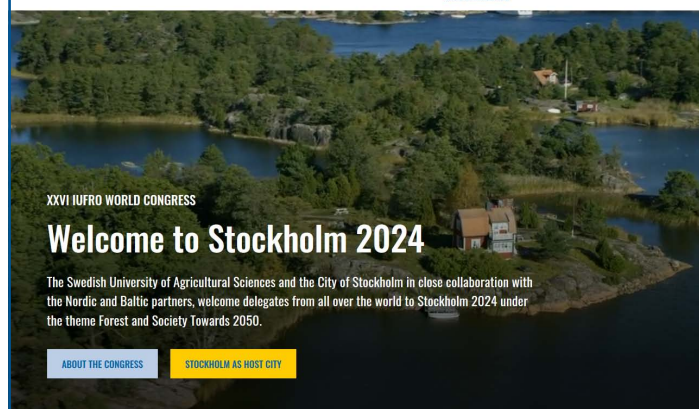 XXVI IUFRO WORLD CONGRESS
Welcome to Stockholm 2024
The Swedish University of Agricultural Sciences and the City of Stockholm in close collaboration with
the Nordic and Baltic partners, welcome delegates from all over the world to Stockholm 2024 under
the theme Forest and Society Towards 2050.
ABOUT THE CONGRESS
STOCKHOLM AS HOST CITY